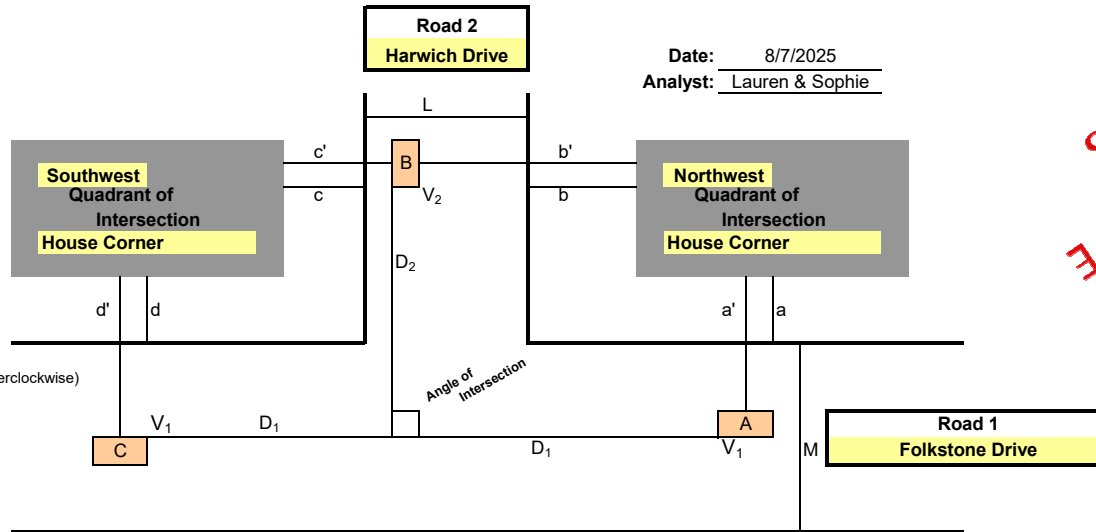 Road 2
Harwich Drive
Date: 8/7/2025
Analyst: Lauren & Sophie
L
c'
B
b'
Southwest
Quadrant of
Intersection
House Corner
c
V2
b
Northwest
Quadrant of
Intersection
House Corner
D2
d'
d
a'
a
erclockwise)
Angle of
Intersection
V1
D1
A
C
D1
V1
M
Road 1
Folkstone Drive